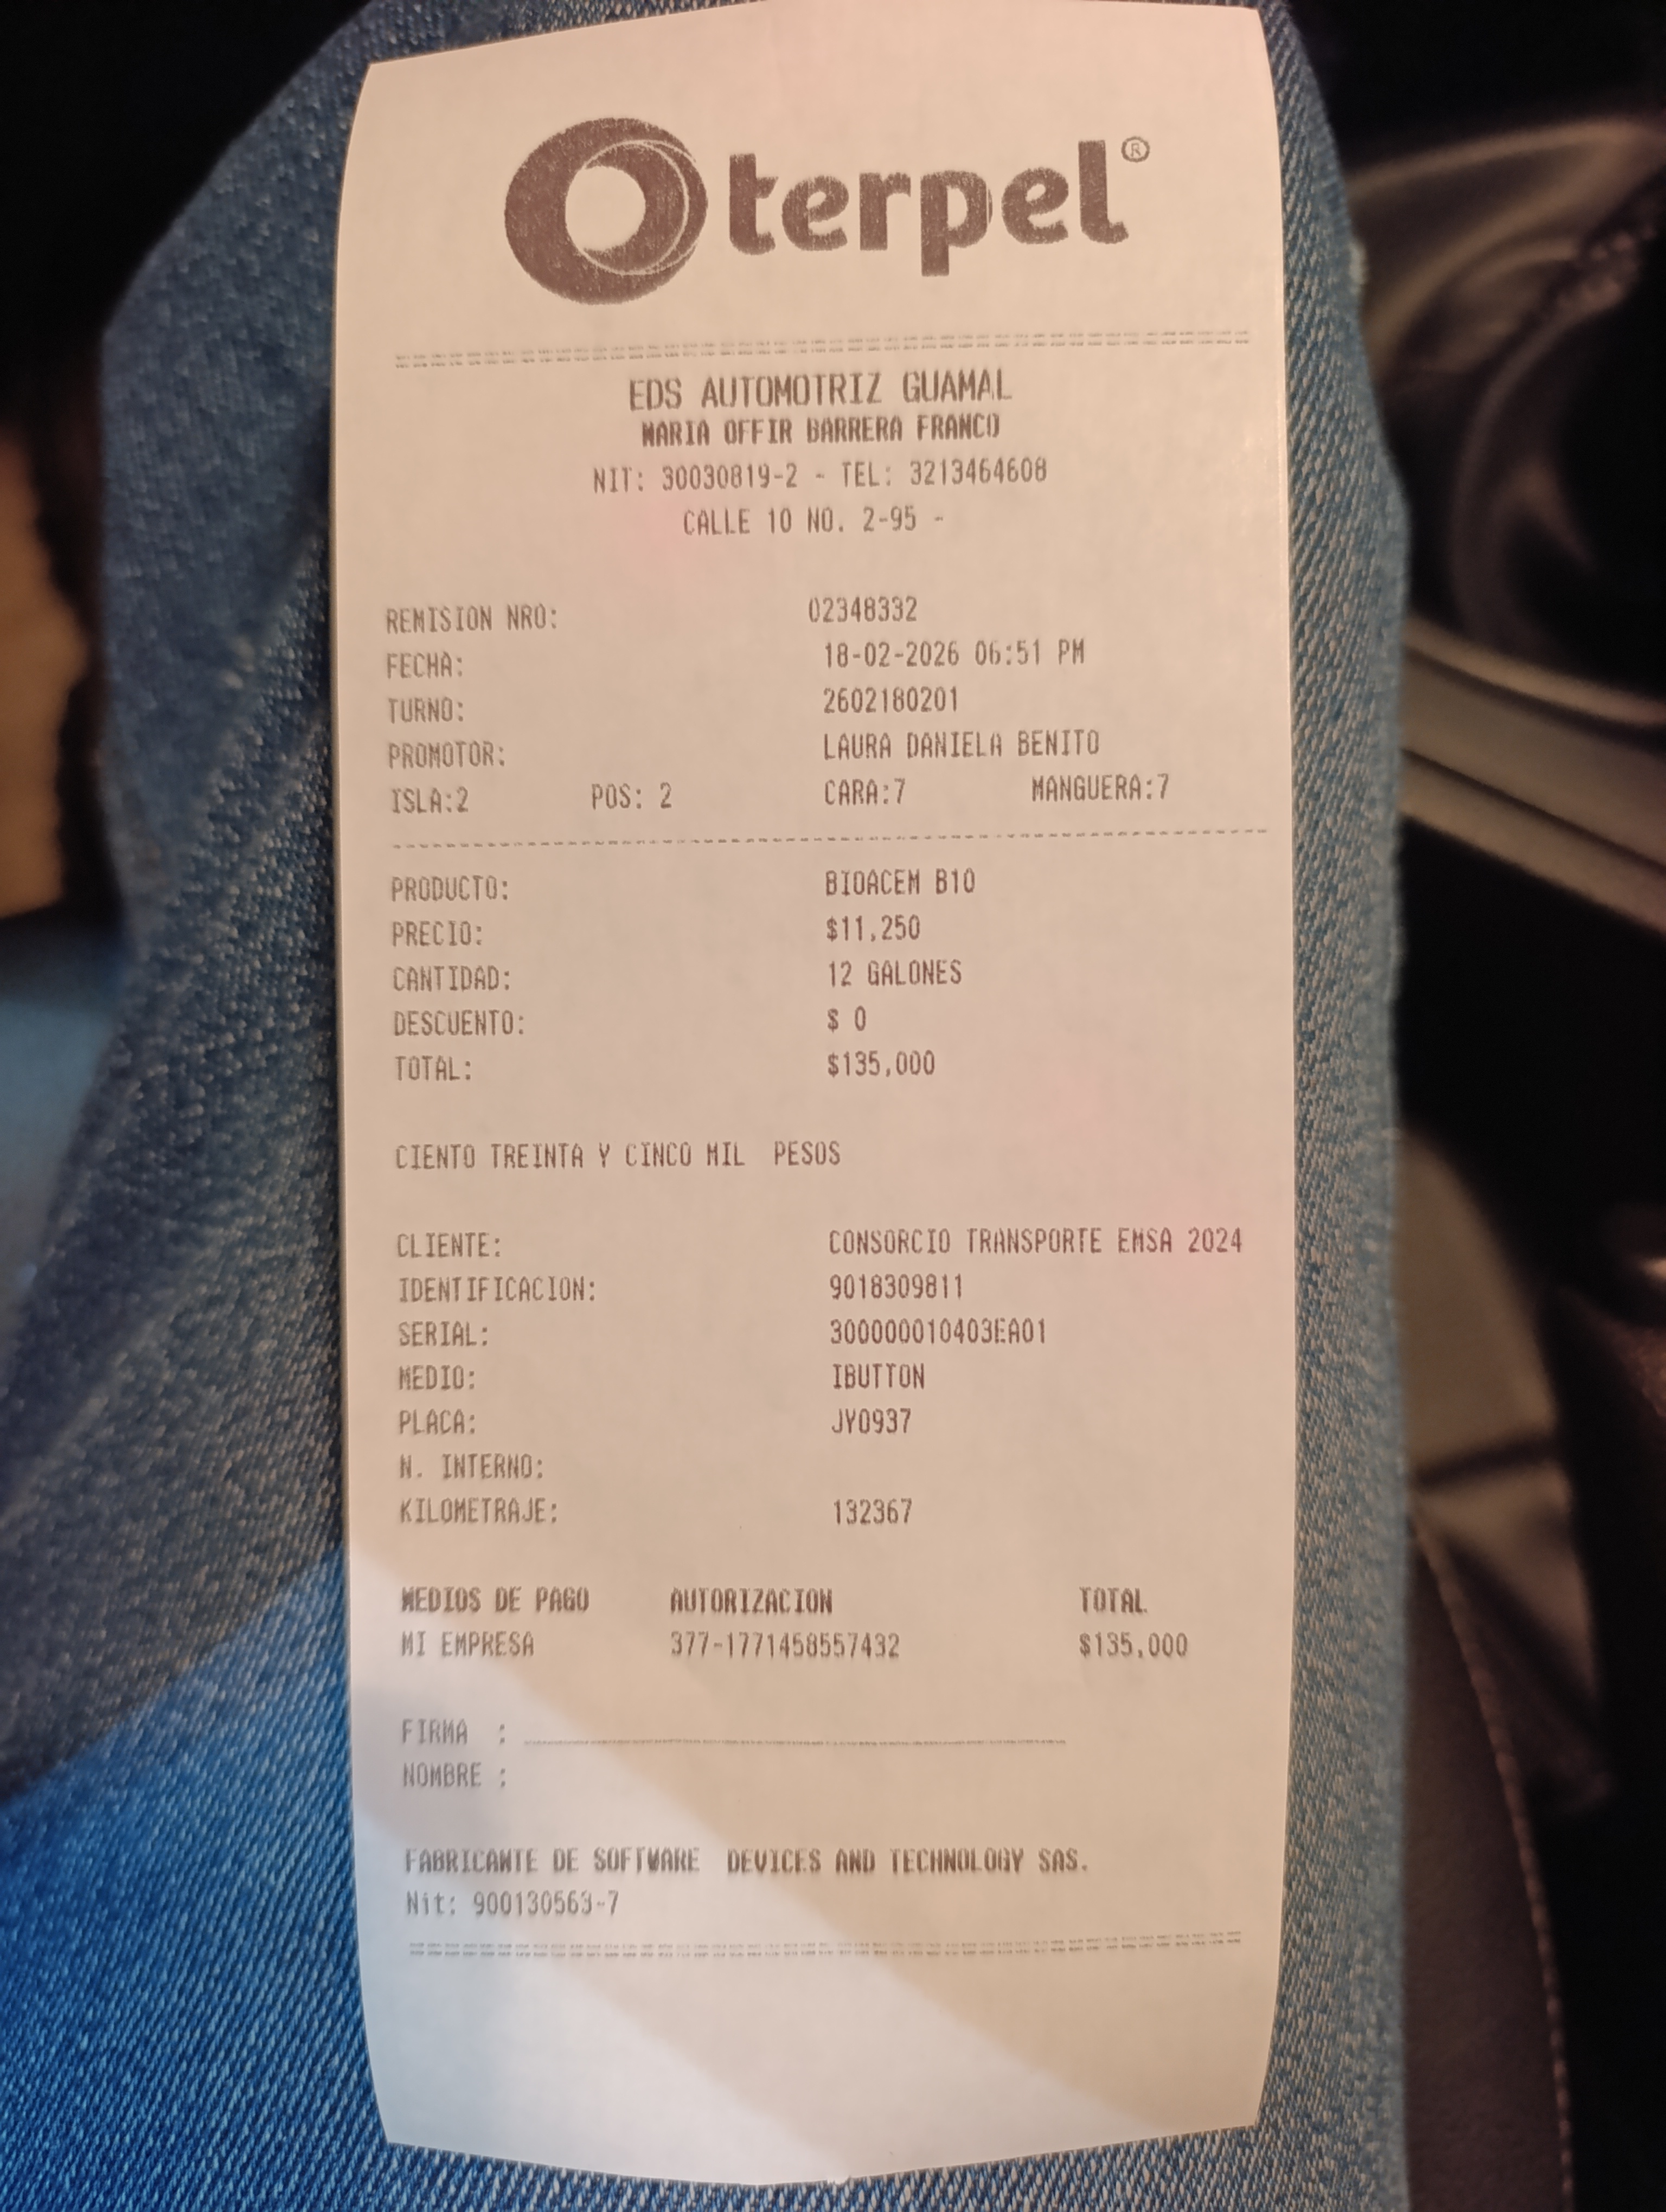 terpel®
EDS AUTOMOTRIZ GUAMAL
MARIA OFFIR BARRERA FRANCO
NIT: 30030819-2 - TEL: 3213464608
CALLE 10 NO. 2-95 -
REMISION NRO: 02348332
FECHA: 18-02-2026 06:51 PM
TURNO: 2602180201
PROMOTOR: LAURA DANIELA BENITO
ISLA:2 POS: 2 CARA:7 MANGUERA:7
PRODUCTO: BIOACEM B10
PRECIO: $11,250
CANTIDAD: 12 GALONES
DESCUENTO: $ 0
TOTAL: $135,000
CIENTO TREINTA Y CINCO MIL PESOS
CLIENTE: CONSORCIO TRANSPORTE EMSA 2024
IDENTIFICACION: 9018309811
SERIAL: 300000010403EA01
MEDIO: IBUTTON
PLACA: JYO937
N. INTERNO:
KILOMETRAJE: 132367
MEDIOS DE PAGO AUTORIZACION TOTAL
MI EMPRESA 377-1771458557432 $135,000
FIRMA :
NOMBRE :
FABRICANTE DE SOFTWARE DEVICES AND TECHNOLOGY SAS.
Nit: 900130563-7